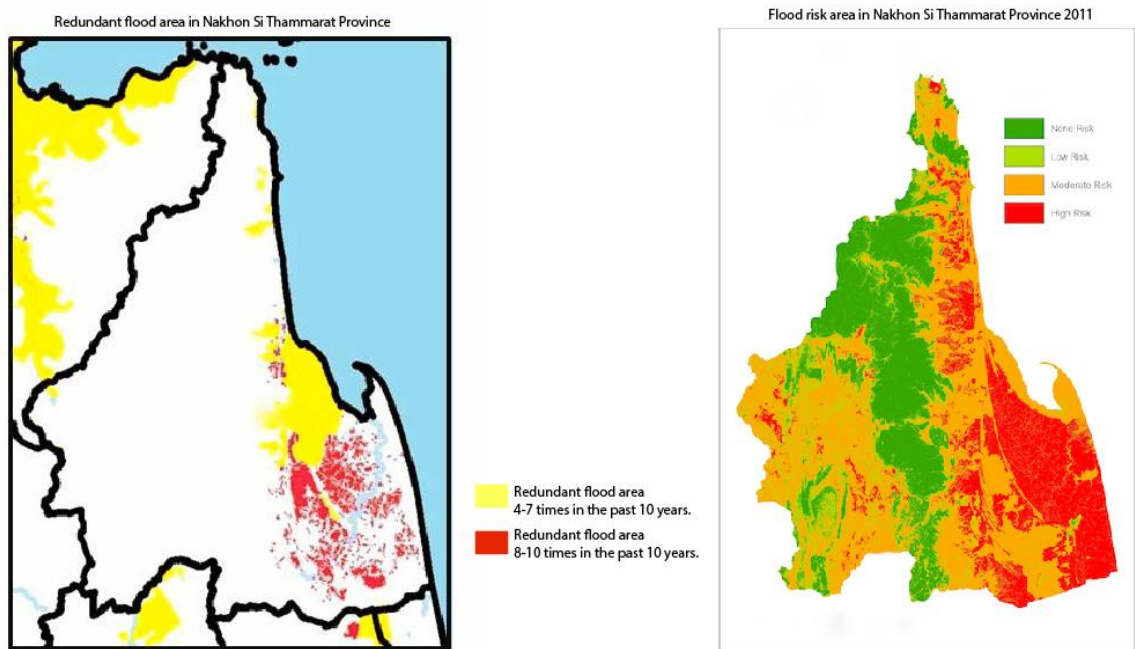 Redundant flood area in Nakhon Si Thammarat Province
Redundant flood area
4-7 times in the past 10 years.
Redundant flood area
8-10 times in the past 10 years.
Flood risk area in Nakhon Si Thammarat Province 2011
None Risk
Low Risk
Moderate Risk
High Risk